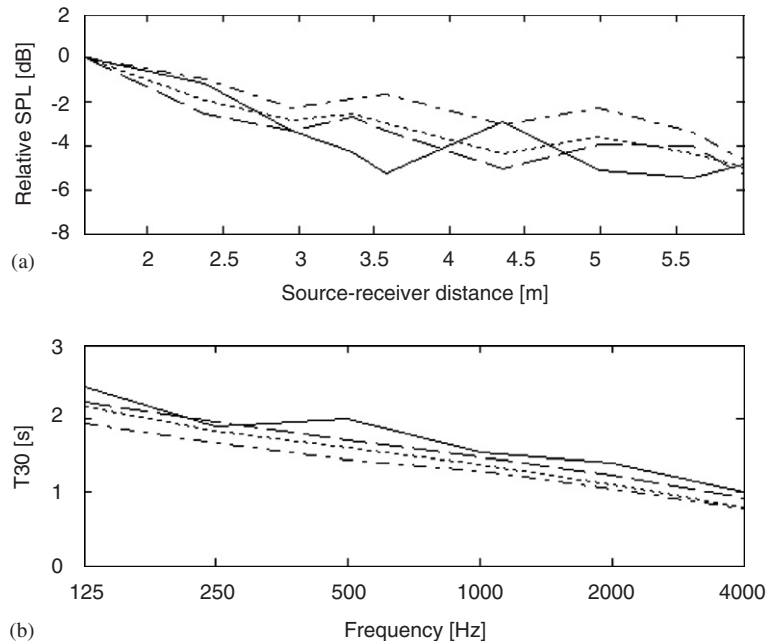 2
0
-2
-4
-6
-8
Relative SPL [dB]
2 2.5 3 3.5 4 4.5 5 5.5
(a)
Source-receiver distance [m]
3
2
1
0
T30 [s]
125 250 500 1000 2000 4000
(b)
Frequency [Hz]